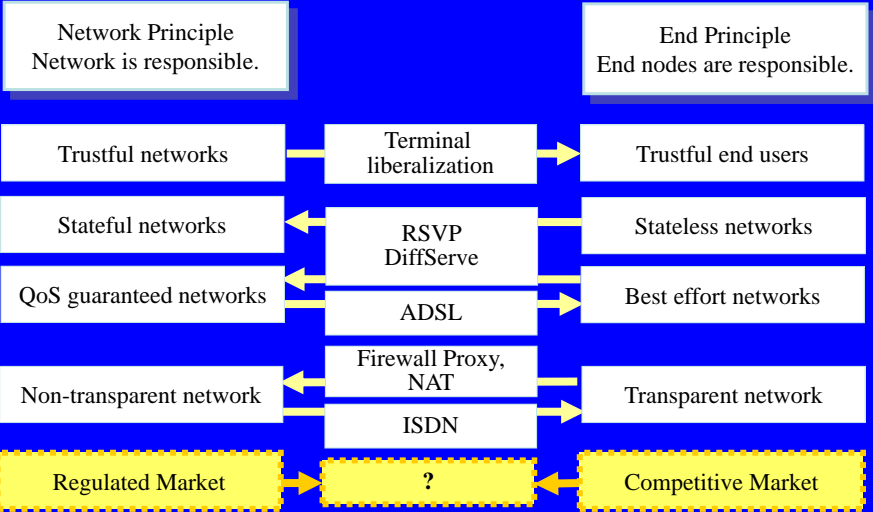 Network Principle
Network is responsible.
End Principle
End nodes are responsible.
Trustful networks
Terminal
liberalization
Trustful end users
Stateful networks
RSVP
DiffServe
Stateless networks
QoS guaranteed networks
ADSL
Best effort networks
Non-transparent network
Firewall Proxy,
NAT
ISDN
Transparent network
Regulated Market
?
Competitive Market